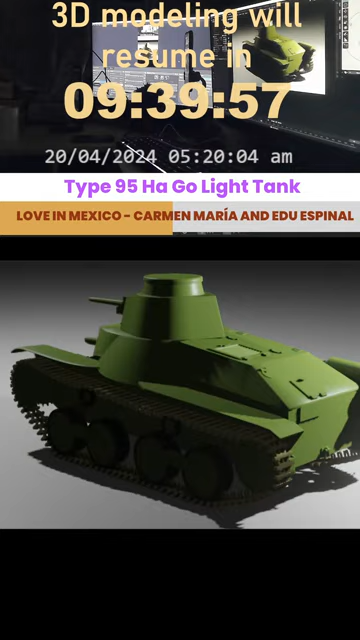 3D modeling will
resume in
09:39:57
20/04/2024 05:20:04 am
Type 95 Ha Go Light Tank
LOVE IN MEXICO - CARMEN MARÍA AND EDU ESPINAL